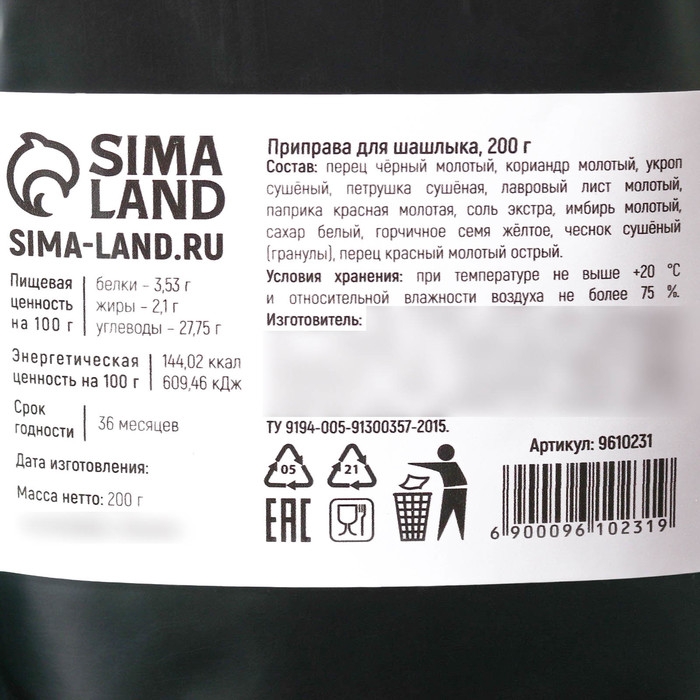 SIMA
LAND
SIMA-LAND.RU
Пищевая
ценность
на 100 г
белки – 3,53 г
жиры – 2,1 г
углеводы – 27,75 г
Энергетическая
ценность на 100 г
144,02 ккал
609,46 кДж
Срок
годности
36 месяцев
Дата изготовления:
Масса нетто: 200 г
Приправа для шашлыка, 200 г
Состав: перец чёрный молотый, кориандр молотый, укроп
сушёный, петрушка сушёная, лавровый лист молотый,
паприка красная молотая, соль экстра, имбирь молотый,
сахар белый, горчичное семя жёлтое, чеснок сушёный
(гранулы), перец красный молотый острый.
Условия хранения: при температуре не выше +20 °С
и относительной влажности воздуха не более 75 %.
Изготовитель:
ТУ 9194-005-91300357-2015.
05
21
EAC
Артикул: 9610231
6 900096 102319